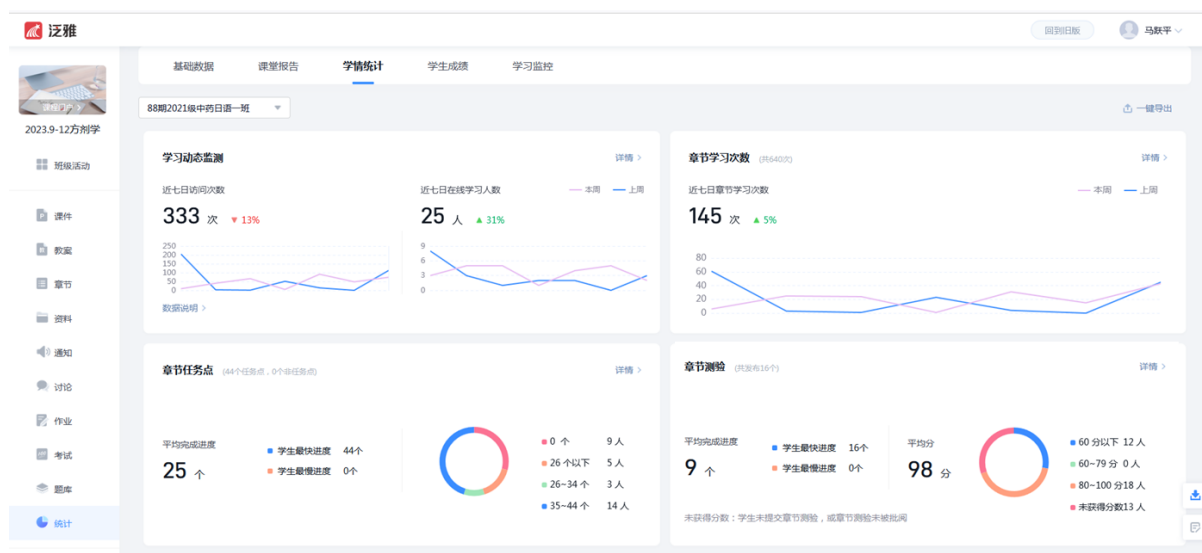 泛雅
回到旧版
马跃平
基础数据 课堂报告 学情统计 学生成绩 学习监控
课程门户 >
88期2021级中药日语一班
一键导出
2023.9-12方剂学
班级活动
课件
教案
章节
资料
通知
讨论
作业
考试
题库
统计
学习动态监测 详情 >
近七日访问次数
333 次 ▼ 13%
250
200
150
100
50
0
数据说明 >
近七日在线学习人数 本周 上周
25 人 ▲ 31%
9
6
3
0
章节学习次数 (共640次) 详情 >
近七日章节学习次数 本周 上周
145 次 ▲ 5%
80
60
40
20
0
章节任务点 (44个任务点，0个非任务点) 详情 >
平均完成进度
25 个
学生最快进度 44个
学生最慢进度 0个
0 个 9人
26 个以下 5人
26~34 个 3人
35~44 个 14人
章节测验 (共发布16个) 详情 >
平均完成进度
9 个
学生最快进度 16个
学生最慢进度 0个
平均分
98 分
60 分以下 12人
60~79 分 0人
80~100 分18人
未获得分数13人
未获得分数：学生未提交章节测验，或章节测验未被批阅